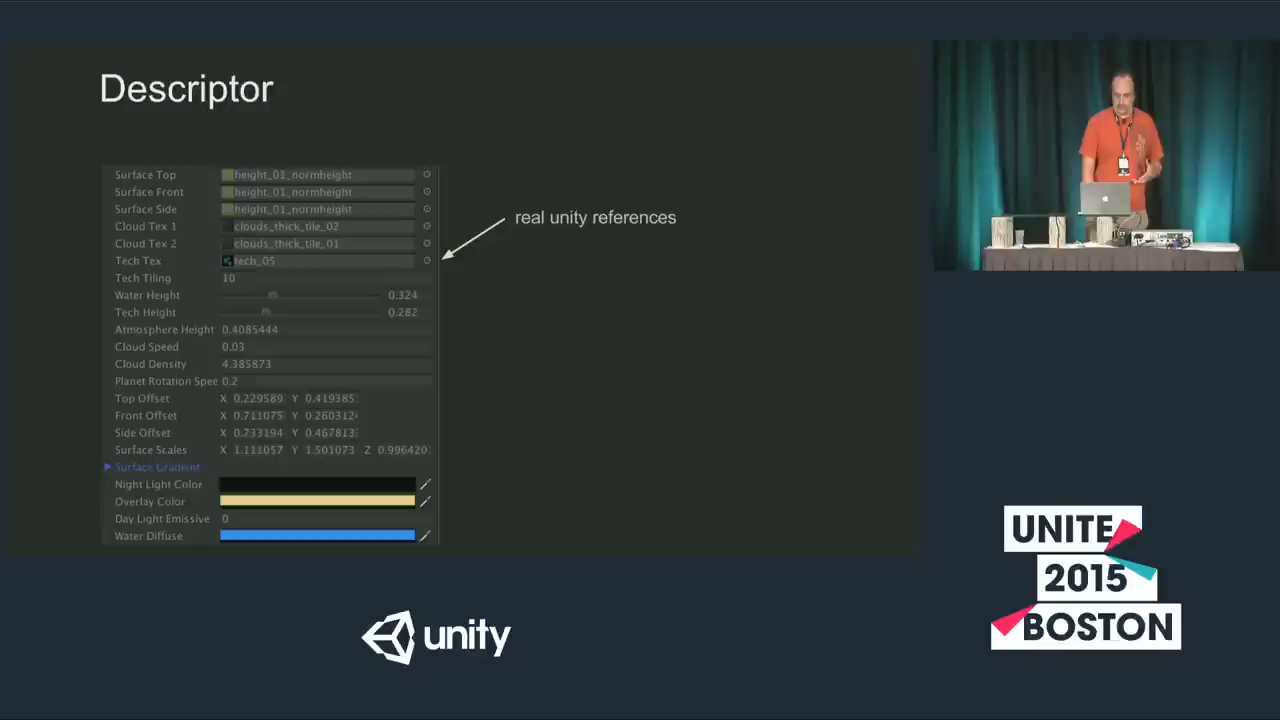 Descriptor
Surface Top height_01_normheight
Surface Front height_01_normheight
Surface Side height_01_normheight
Cloud Tex 1 clouds_thick_tile_02
Cloud Tex 2 clouds_thick_tile_01
Tech Tex tech_05
real unity references
Tech Tiling 10
Water Height 0.324
Tech Height 0.282
Atmosphere Height 0.4085444
Cloud Speed 0.03
Cloud Density 4.385873
Planet Rotation Spee 0.2
Top Offset X 0.229589 Y 0.419385
Front Offset X 0.711075 Y 0.260312
Side Offset X 0.733194 Y 0.467813
Surface Scales X 1.111057 Y 1.501073 Z 0.996420
Surface Gradient
Night Light Color
Overlay Color
Day Light Emissive 0
Water Diffuse
unity
UNITE
2015
BOSTON